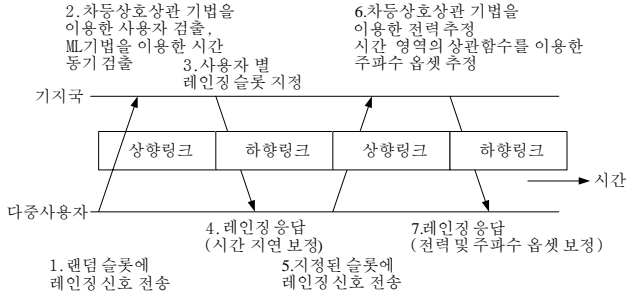 2.차등상호상관 기법을
이용한 사용자 검출,
ML기법을 이용한 시간
동기 검출
3.사용자 별
레인징 슬롯 지정
6.차등상호상관 기법을
이용한 전력 추정
시간 영역의 상관함수를 이용한
주파수 옵셋 추정
기지국
상향링크
하향링크
상향링크
하향링크
시간
다중사용자
4.레인징 응답
(시간 지연 보정)
7.레인징 응답
(전력 및 주파수 옵셋 보정)
1.랜덤 슬롯에
레인징 신호 전송
5.지정된 슬롯에
레인징 신호 전송